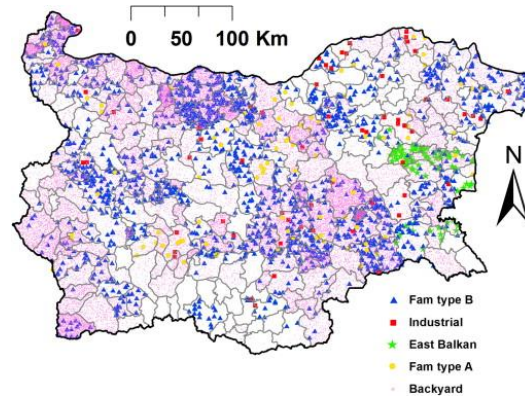 0 50 100 Km
N
Fam type B
Industrial
East Balkan
Fam type A
Backyard